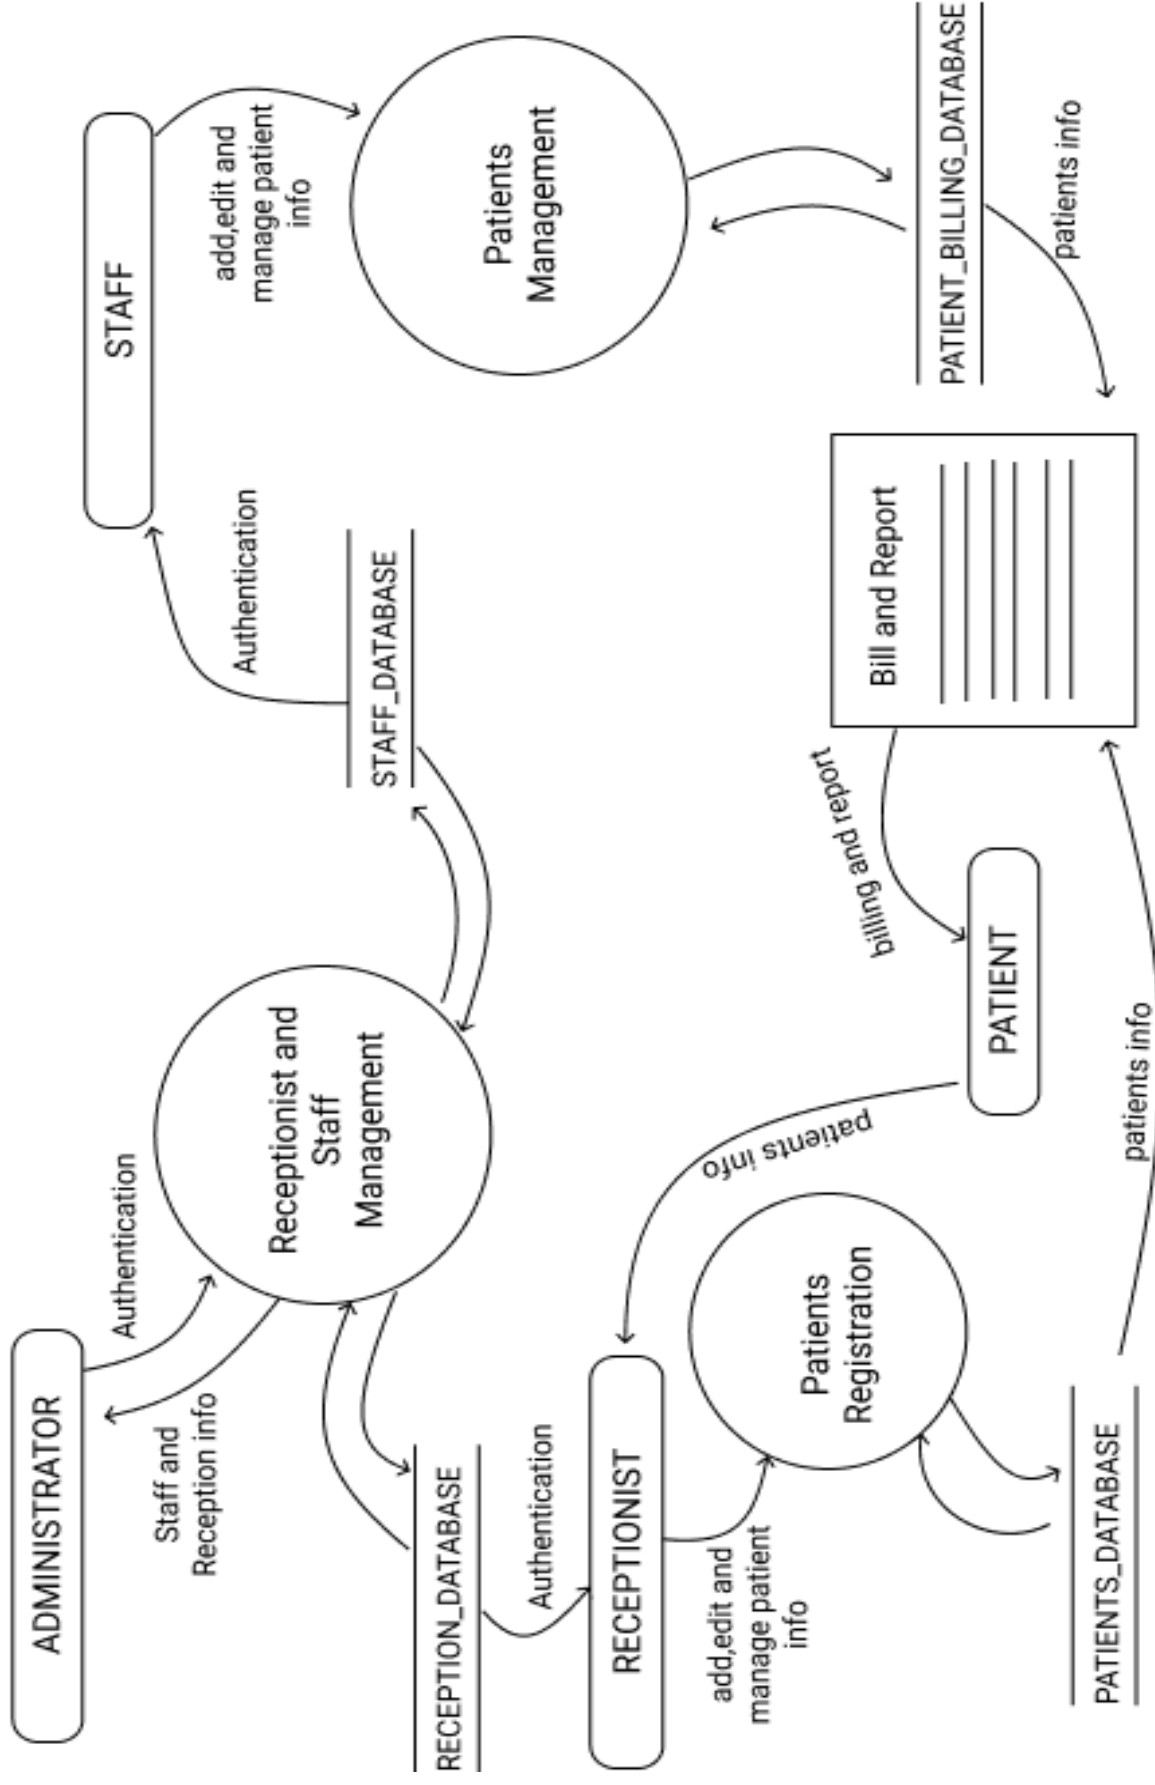 ADMINISTRATOR
Authentication
Staff and
Reception info
Receptionist and
Staff
Management
Authentication
STAFF
add,edit and
manage patient
info
STAFF_DATABASE
RECEPTION_DATABASE
Authentication
Patients
Management
RECEPTIONIST
patients info
add,edit and
manage patient
info
Patients
Registration
billing and report
Bill and Report
PATIENT_BILLING_DATABASE
patients info
PATIENT
PATIENTS_DATABASE
patients info